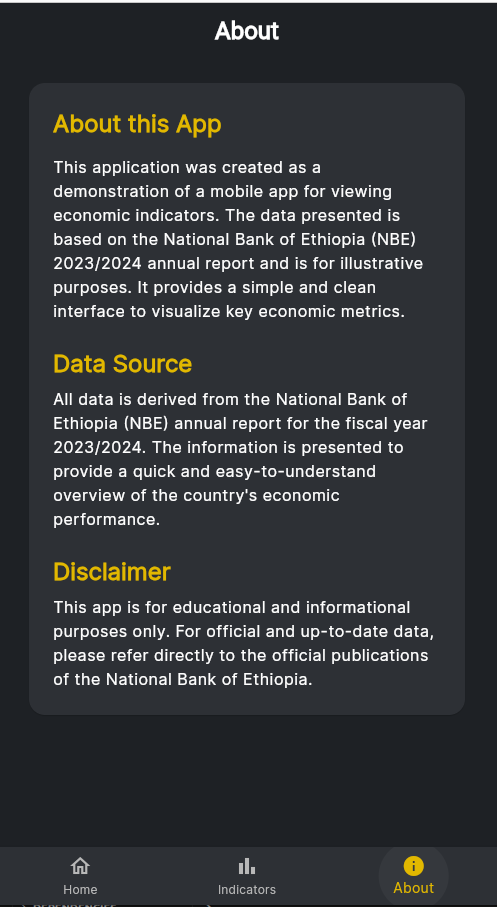 About
About this App
This application was created as a
demonstration of a mobile app for viewing
economic indicators. The data presented is
based on the National Bank of Ethiopia (NBE)
2023/2024 annual report and is for illustrative
purposes. It provides a simple and clean
interface to visualize key economic metrics.
Data Source
All data is derived from the National Bank of
Ethiopia (NBE) annual report for the fiscal year
2023/2024. The information is presented to
provide a quick and easy-to-understand
overview of the country's economic
performance.
Disclaimer
This app is for educational and informational
purposes only. For official and up-to-date data,
please refer directly to the official publications
of the National Bank of Ethiopia.
Home Indicators About